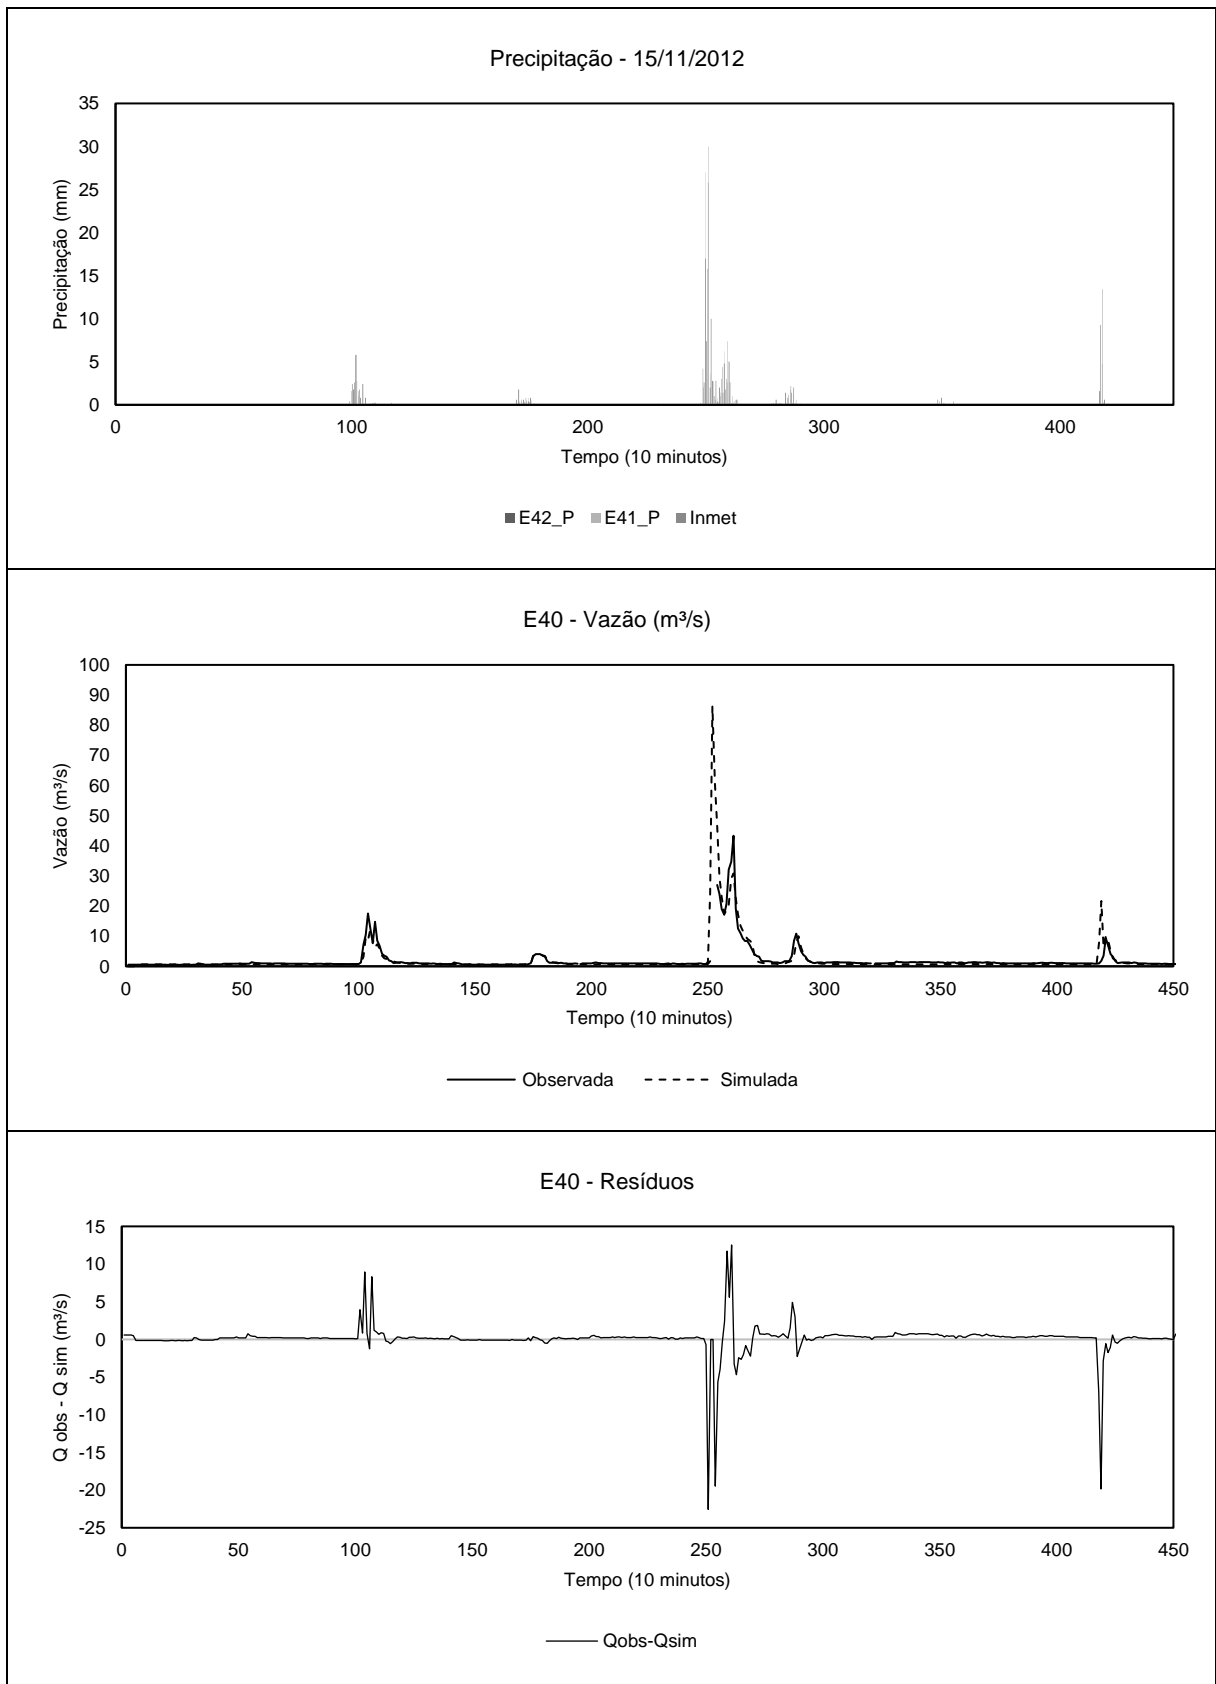 Precipitação - 15/11/2012
35
30
25
20
15
10
5
0
Precipitação (mm)
0 100 200 300 400
Tempo (10 minutos)
E42_P E41_P Inmet
E40 - Vazão (m³/s)
100
90
80
70
60
50
40
30
20
10
0
Vazão (m³/s)
0 50 100 150 200 250 300 350 400 450
Tempo (10 minutos)
Observada Simulada
E40 - Resíduos
15
10
5
0
-5
-10
-15
-20
-25
Q obs - Q sim (m³/s)
0 50 100 150 200 250 300 350 400 450
Tempo (10 minutos)
Qobs-Qsim